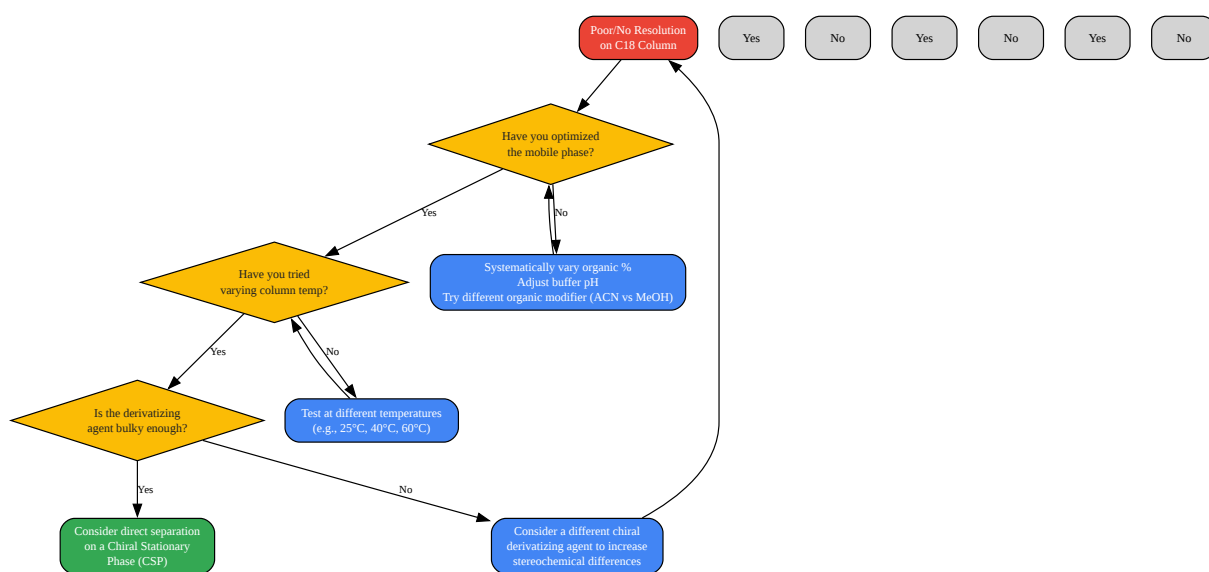 Poor/No Resolution
on C18 Column
Yes
No
Yes
No
Yes
No
Have you optimized
the mobile phase?
Yes
No
Have you tried
varying column temp?
Systematically vary organic %
Adjust buffer pH
Try different organic modifier (ACN vs MeOH)
Yes
No
Is the derivatizing
agent bulky enough?
Test at different temperatures
(e.g., 25°C, 40°C, 60°C)
Yes
No
Consider direct separation
on a Chiral Stationary
Phase (CSP)
Consider a different chiral
derivatizing agent to increase
stereochemical differences